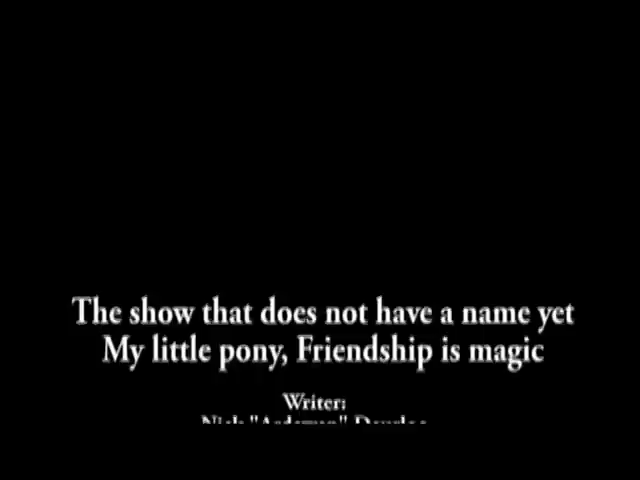 The show that does not have a name yet
My little pony, Friendship is magic
Writer: